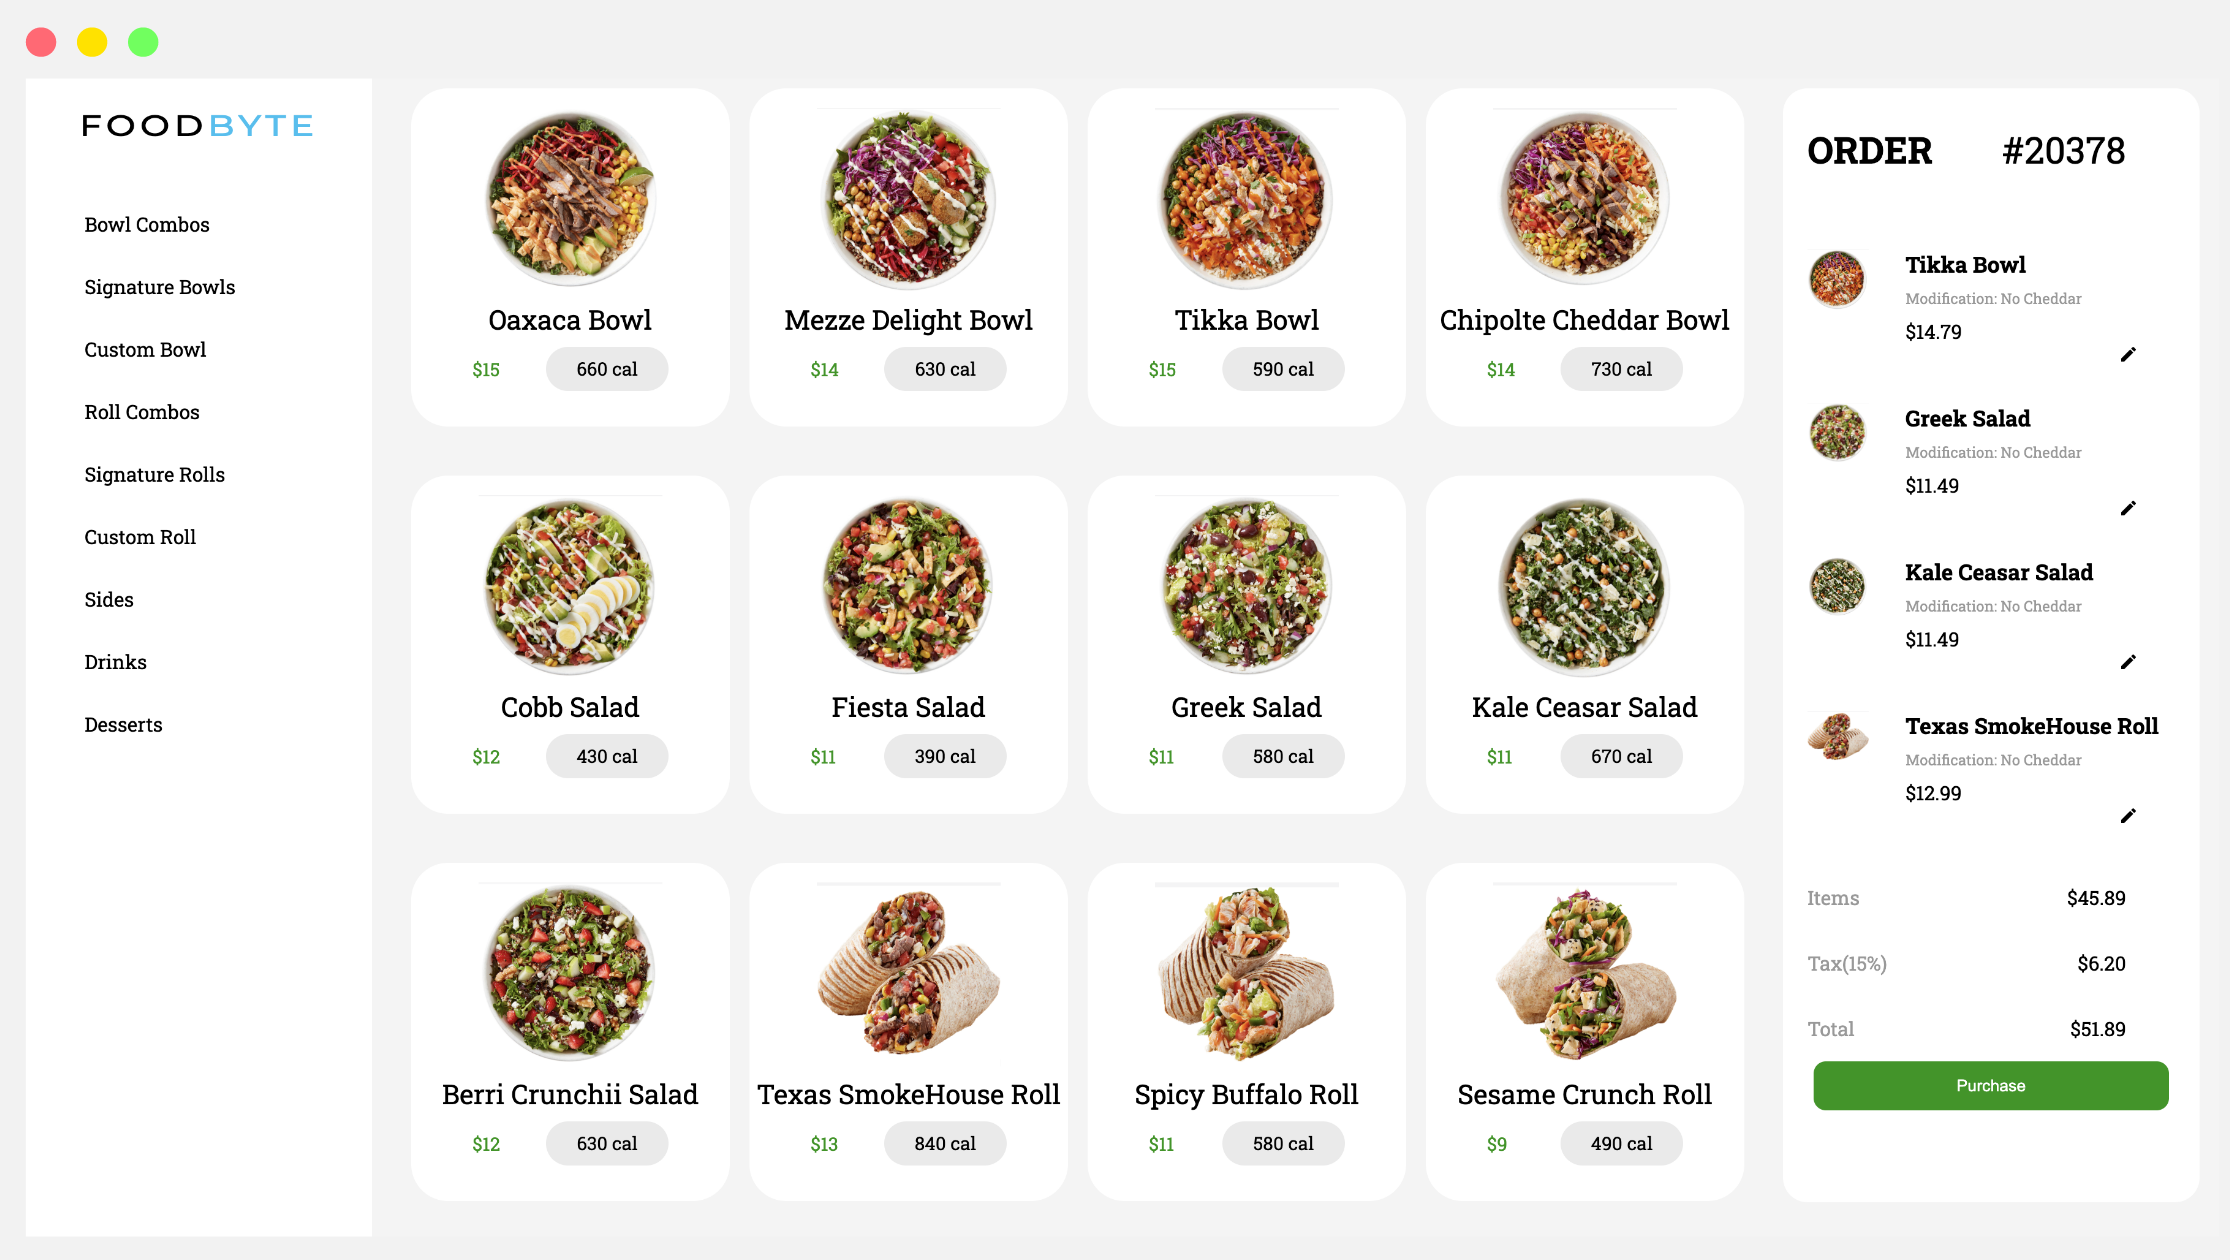 FOODBYTE
Bowl Combos
Signature Bowls
Custom Bowl
Roll Combos
Signature Rolls
Custom Roll
Sides
Drinks
Desserts
Oaxaca Bowl
$15 660 cal
Mezze Delight Bowl
$14 630 cal
Tikka Bowl
$15 590 cal
Chipolte Cheddar Bowl
$14 730 cal
Cobb Salad
$12 430 cal
Fiesta Salad
$11 390 cal
Greek Salad
$11 580 cal
Kale Ceasar Salad
$11 670 cal
Berri Crunchii Salad
$12 630 cal
Texas SmokeHouse Roll
$13 840 cal
Spicy Buffalo Roll
$11 580 cal
Sesame Crunch Roll
$9 490 cal
ORDER #20378
Tikka Bowl
Modification: No Cheddar
$14.79
Greek Salad
Modification: No Cheddar
$11.49
Kale Ceasar Salad
Modification: No Cheddar
$11.49
Texas SmokeHouse Roll
Modification: No Cheddar
$12.99
Items $45.89
Tax(15%) $6.20
Total $51.89
Purchase